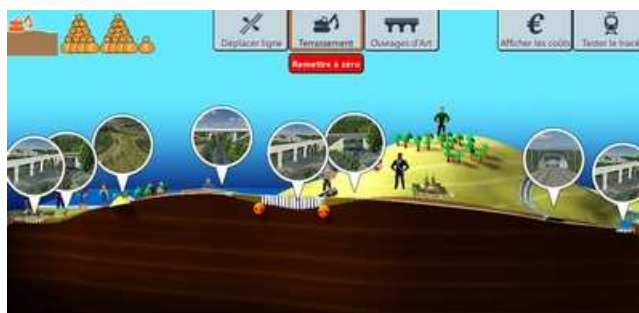 Déplacer ligne
Terrassement
Ouvrages d'Art
€
Afficher les coûts
Tester le tracé
Remettre à zéro